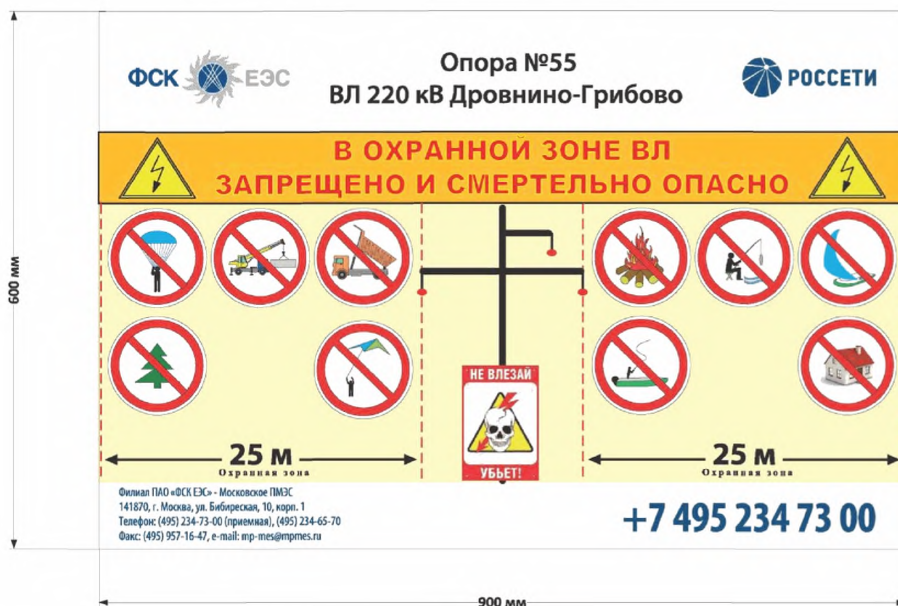 ФСК ЕЭС
Опора №55
ВЛ 220 кВ Дровнино-Грибово
РОССЕТИ
В ОХРАННОЙ ЗОНЕ ВЛ
ЗАПРЕЩЕНО И СМЕРТЕЛЬНО ОПАСНО
600 мм
НЕ ВЛЕЗАЙ
УБЬЕТ!
25 м
Охранная зона
25 м
Охранная зона
Филиал ПАО «ФСК ЕЭС» - Московское ПМЭС
141870, г. Москва, ул. Бибиреская, 10, корп. 1
Телефон: (495) 234-73-00 (приемная), (495) 234-65-70
Факс: (495) 957-16-47, e-mail: mp-mes@mpmes.ru
+7 495 234 73 00
900 мм